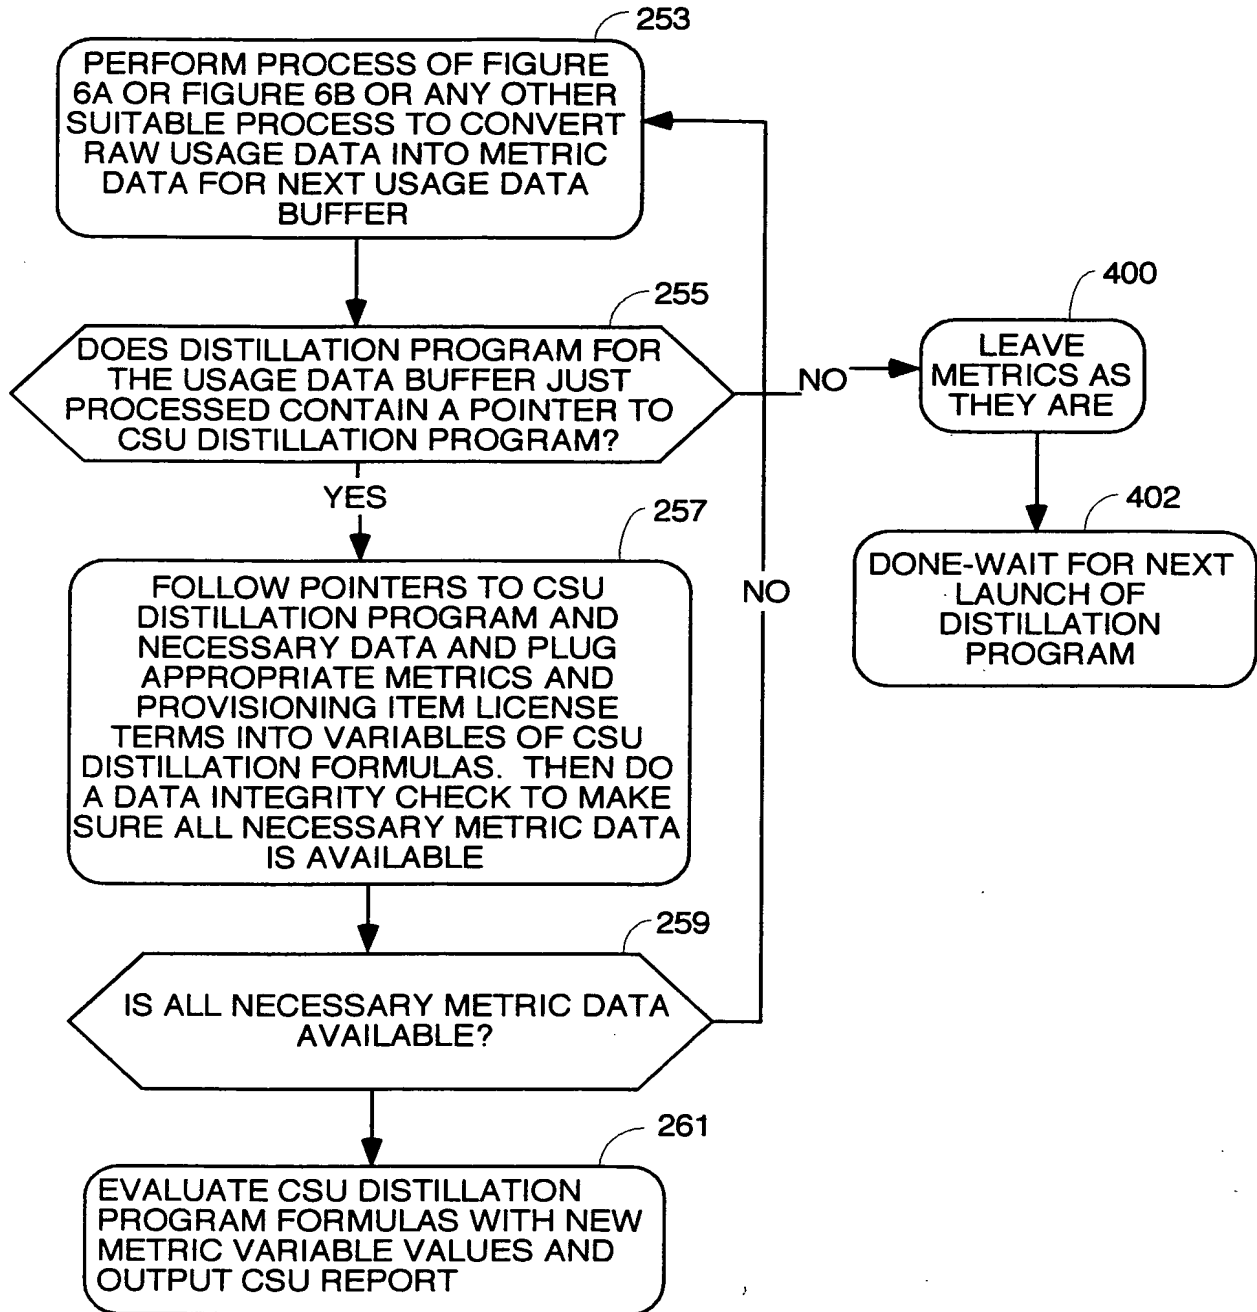 253
PERFORM PROCESS OF FIGURE
6A OR FIGURE 6B OR ANY OTHER
SUITABLE PROCESS TO CONVERT
RAW USAGE DATA INTO METRIC
DATA FOR NEXT USAGE DATA
BUFFER
255
DOES DISTILLATION PROGRAM FOR
THE USAGE DATA BUFFER JUST
PROCESSED CONTAIN A POINTER TO
CSU DISTILLATION PROGRAM?
NO
400
LEAVE
METRICS AS
THEY ARE
402
DONE-WAIT FOR NEXT
LAUNCH OF
DISTILLATION
PROGRAM
YES
257
FOLLOW POINTERS TO CSU
DISTILLATION PROGRAM AND
NECESSARY DATA AND PLUG
APPROPRIATE METRICS AND
PROVISIONING ITEM LICENSE
TERMS INTO VARIABLES OF CSU
DISTILLATION FORMULAS. THEN DO
A DATA INTEGRITY CHECK TO MAKE
SURE ALL NECESSARY METRIC DATA
IS AVAILABLE
NO
259
IS ALL NECESSARY METRIC DATA
AVAILABLE?
261
EVALUATE CSU DISTILLATION
PROGRAM FORMULAS WITH NEW
METRIC VARIABLE VALUES AND
OUTPUT CSU REPORT